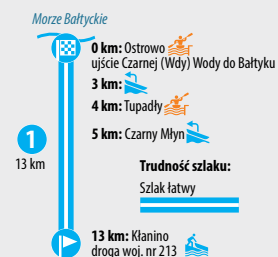 Morze Bałtyckie
0 km: Ostrowo
ujście Czarnej (Wdy) Wody do Bałtyku
3 km:
4 km: Tupadły
5 km: Czarny Młyn
1
13 km
Trudność szlaku:
Szlak łatwy
13 km: Kłanino
droga woj. nr 213